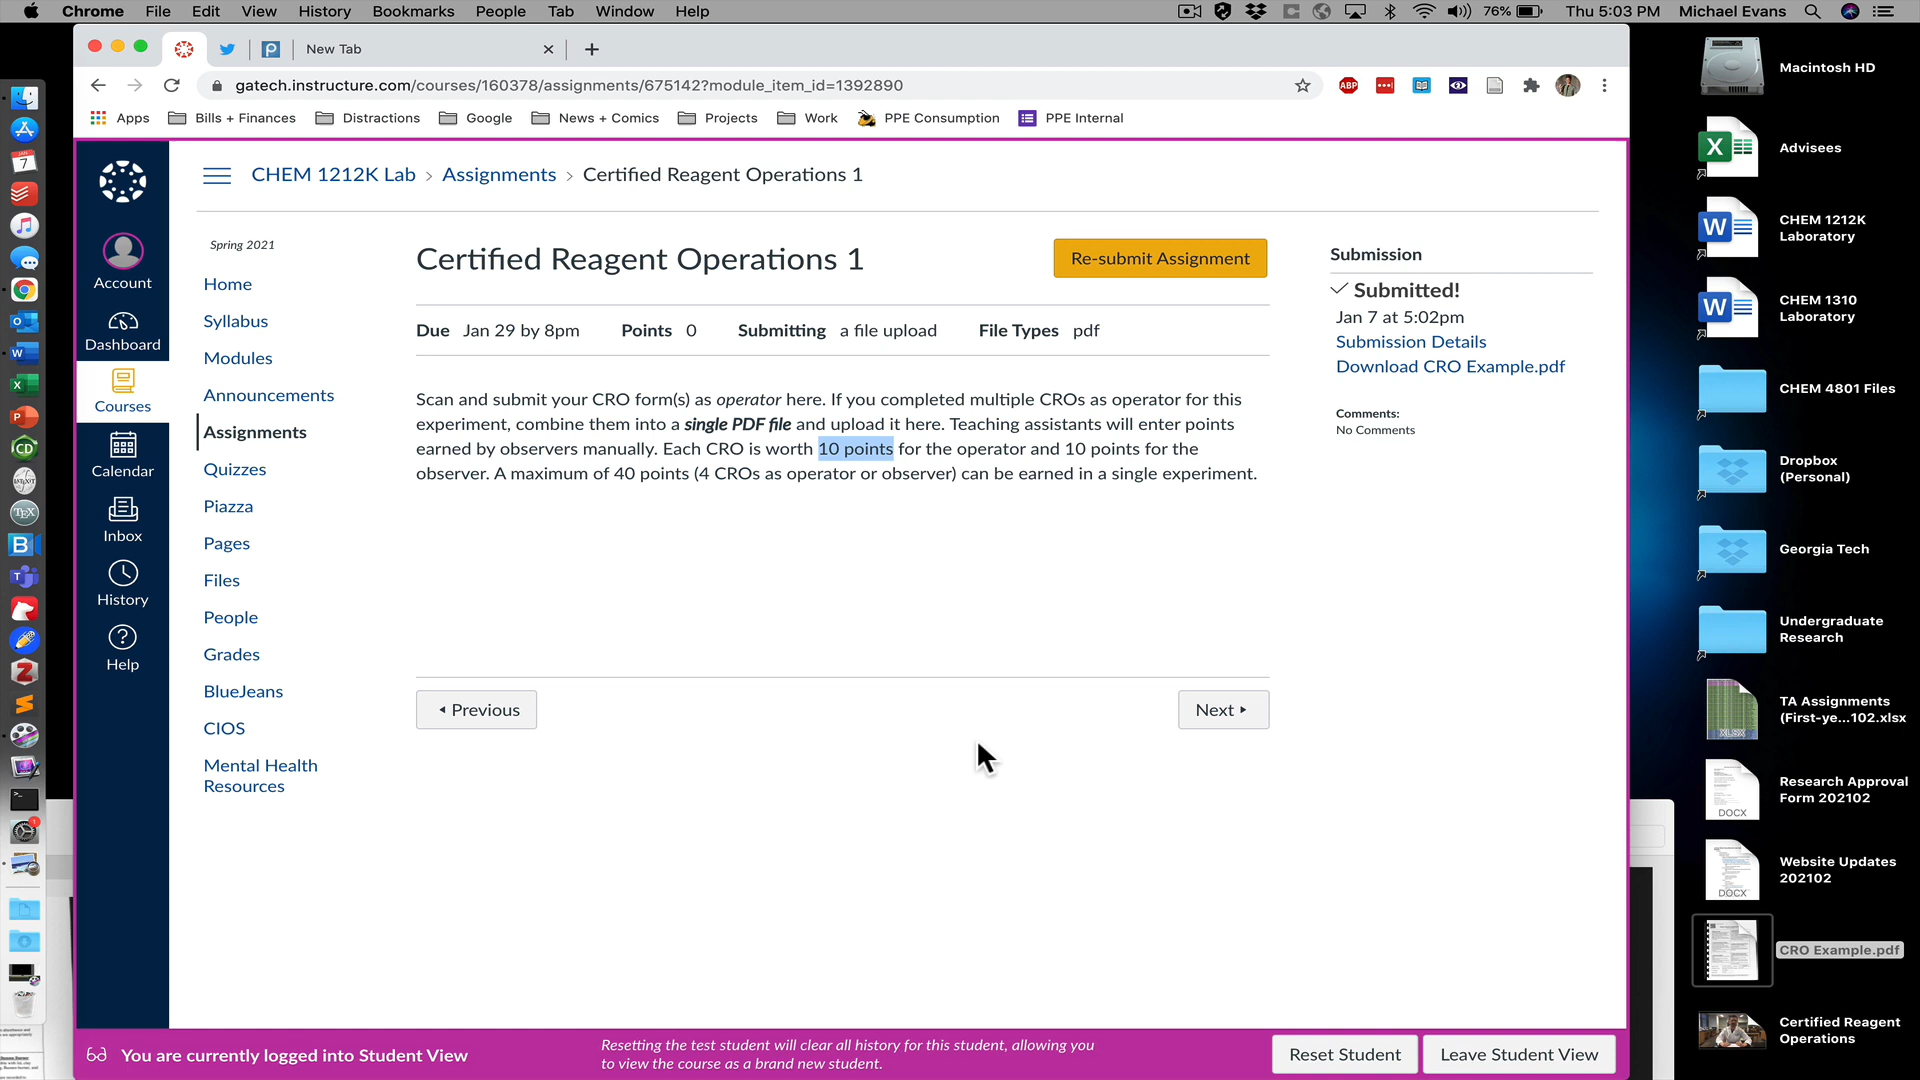 Chrome File Edit View History Bookmarks People Tab Window Help
76% Thu 5:03 PM Michael Evans
New Tab
gatech.instructure.com/courses/160378/assignments/675142?module_item_id=1392890
ABP
Apps Bills + Finances Distractions Google News + Comics Projects Work PPE Consumption PPE Internal
CHEM 1212K Lab > Assignments > Certified Reagent Operations 1
Account
Dashboard
Courses
Calendar
Inbox
History
Help
Spring 2021
Home
Syllabus
Modules
Announcements
Assignments
Quizzes
Piazza
Pages
Files
People
Grades
BlueJeans
CIOS
Mental Health
Resources
Certified Reagent Operations 1
Re-submit Assignment
Due Jan 29 by 8pm Points 0 Submitting a file upload File Types pdf
Scan and submit your CRO form(s) as operator here. If you completed multiple CROs as operator for this
experiment, combine them into a single PDF file and upload it here. Teaching assistants will enter points
earned by observers manually. Each CRO is worth 10 points for the operator and 10 points for the
observer. A maximum of 40 points (4 CROs as operator or observer) can be earned in a single experiment.
Previous
Next
Submission
Submitted!
Jan 7 at 5:02pm
Submission Details
Download CRO Example.pdf
Comments:
No Comments
You are currently logged into Student View
Resetting the test student will clear all history for this student, allowing you
to view the course as a brand new student.
Reset Student
Leave Student View
Macintosh HD
Advisees
CHEM 1212K
Laboratory
CHEM 1310
Laboratory
CHEM 4801 Files
Dropbox
(Personal)
Georgia Tech
Undergraduate
Research
TA Assignments
(First-ye...102.xlsx
XLSX
Research Approval
Form 202102
DOCX
Website Updates
202102
DOCX
CRO Example.pdf
Certified Reagent
Operations